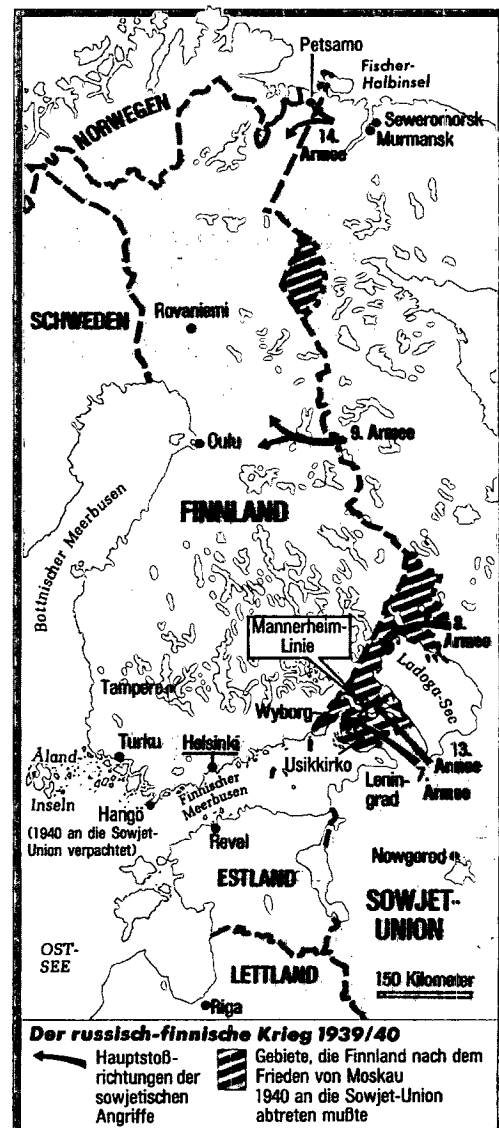 Petsamo
Fischer-
Halbinsel
NORWEGEN
14.
Armee
Seweromorsk
Murmansk
SCHWEDEN
Rovaniemi
Oulu
9. Armee
FINNLAND
Bottnischer Meerbusen
Mannerheim-
Linie
8.
Armee
Ladoga-See
Tampere
Wyborg
Turku
Helsinki
Usikkirko
13.
Armee
7.
Armee
Lenin-
grad
Åland-
Inseln
Hangö
(1940 an die Sowjet-
Union verpachtet)
Finnischer
Meerbusen
Revel
Nowgorod
ESTLAND
SOWJET-
UNION
OST-
SEE
LETTLAND
150 Kilometer
Riga
Der russisch-finnische Krieg 1939/40
Hauptstoß-
richtungen der
sowjetischen
Angriffe
Gebiete, die Finnland nach dem
Frieden von Moskau
1940 an die Sowjet-Union
abtreten mußte